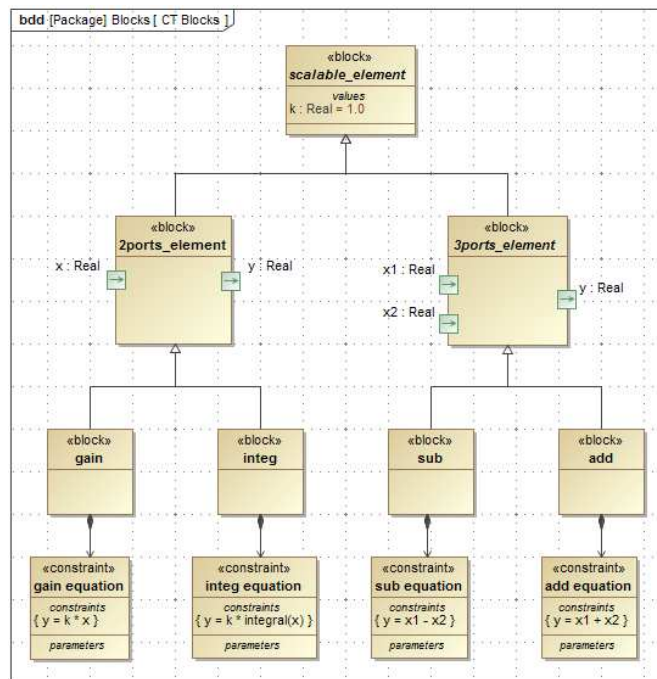 bdd [Package] Blocks [ CT Blocks ]
«block»
scalable_element
values
k : Real = 1.0
«block»
2ports_element
x : Real
y : Real
«block»
3ports_element
x1 : Real
x2 : Real
y : Real
«block»
gain
«block»
integ
«block»
sub
«block»
add
«constraint»
gain equation
constraints
{ y = k * x }
parameters
«constraint»
integ equation
constraints
{ y = k * integral(x) }
parameters
«constraint»
sub equation
constraints
{ y = x1 - x2 }
parameters
«constraint»
add equation
constraints
{ y = x1 + x2 }
parameters